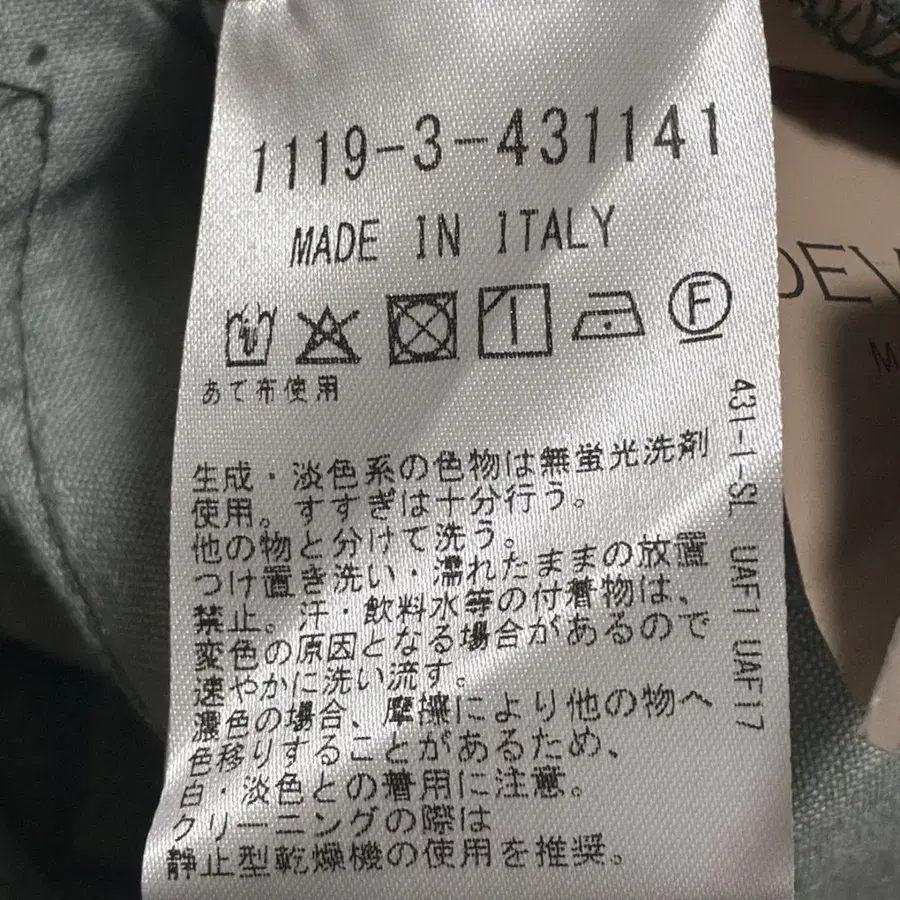 1119-3-431141
MADE IN ITALY
F
あて布使用
生成・淡色系の色物は無蛍光洗剤
使用。すすぎは十分行う。
他の物と分けて洗う。
つけ置き洗い・濡れたままの放置
禁止。汗・飲料水等の付着物は、
変色の原因となる場合があるので
速やかに洗い流す。
濃色の場合、摩擦により他の物へ
色移りすることがあるため、
白・淡色との着用に注意。
クリーニングの際は
静止型乾燥機の使用を推奨。
431-1-SL UAF1 UAF17